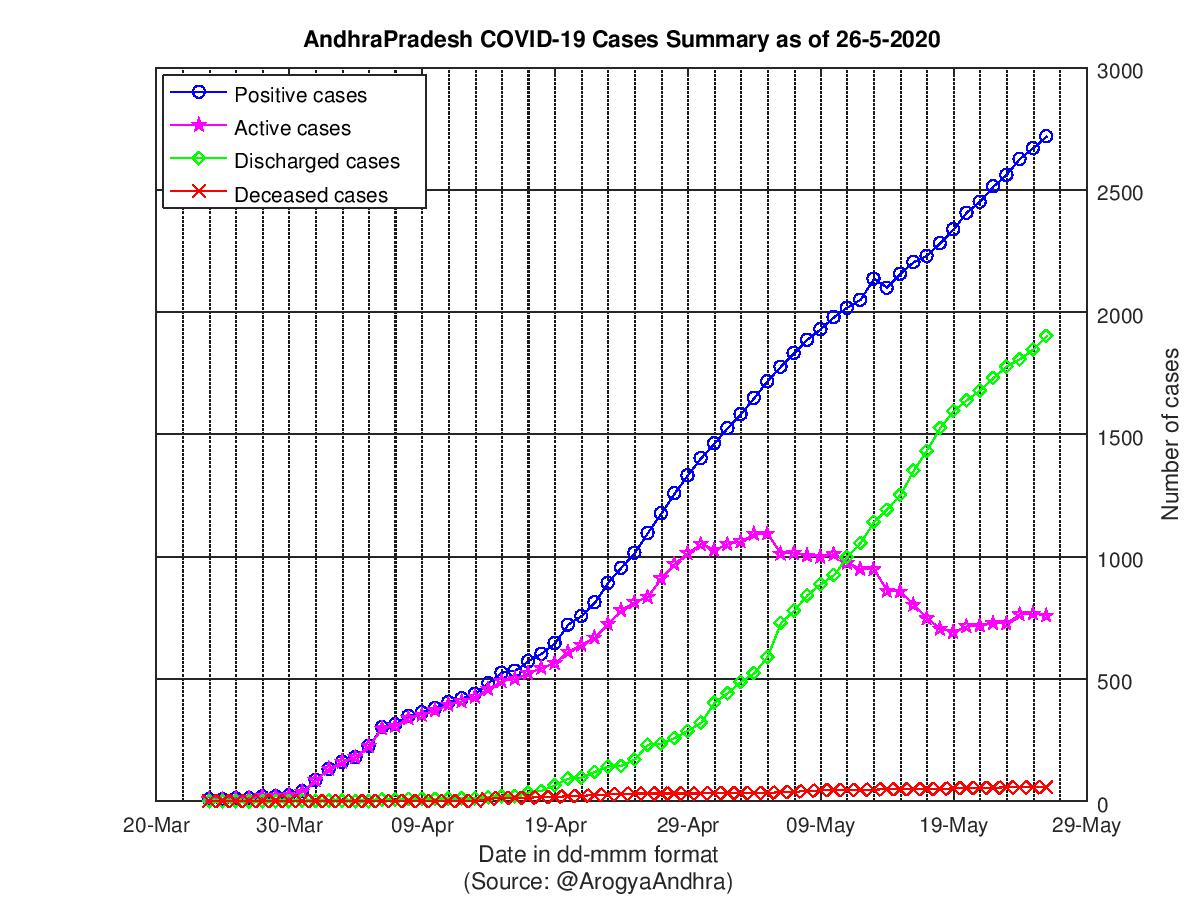 AndhraPradesh COVID-19 Cases Summary as of 26-5-2020
Positive cases
Active cases
Discharged cases
Deceased cases
3000
2500
2000
1500
1000
500
0
Number of cases
20-Mar 30-Mar 09-Apr 19-Apr 29-Apr 09-May 19-May 29-May
Date in dd-mmm format
(Source: @ArogyaAndhra)